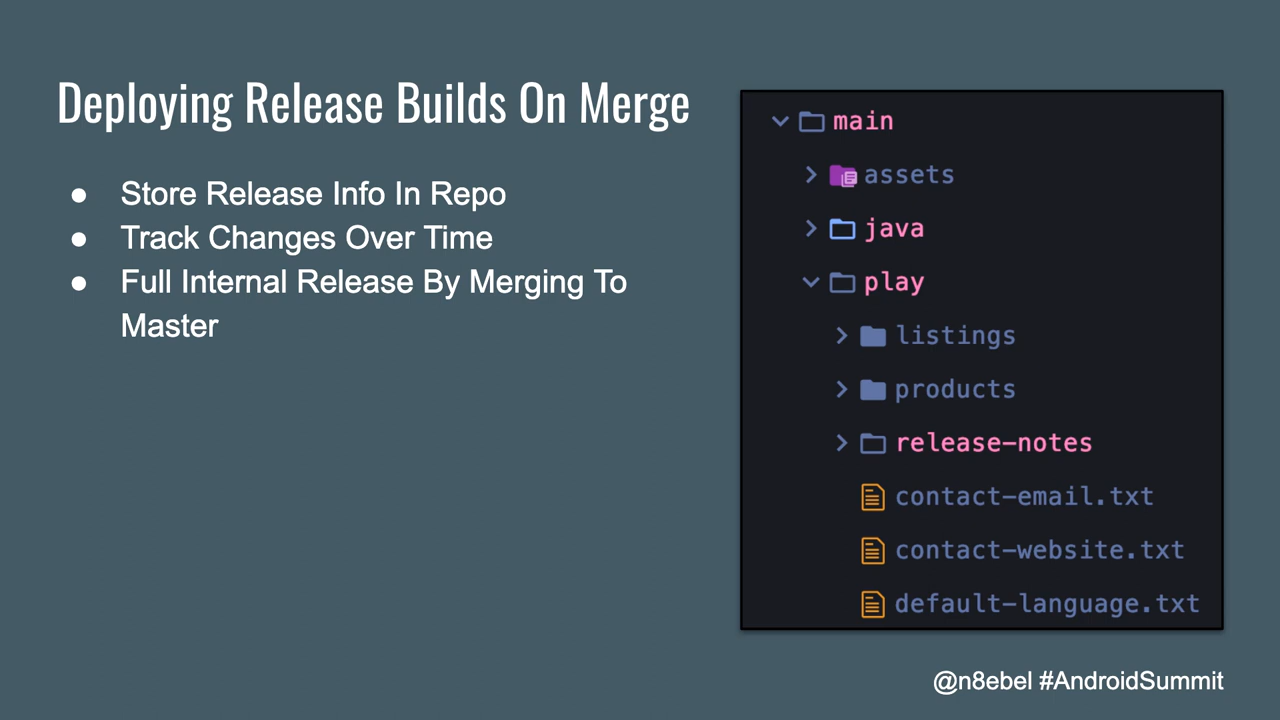 Deploying Release Builds On Merge
● Store Release Info In Repo
● Track Changes Over Time
● Full Internal Release By Merging To
Master
main
assets
java
play
listings
products
release-notes
contact-email.txt
contact-website.txt
default-language.txt
@n8ebel #AndroidSummit